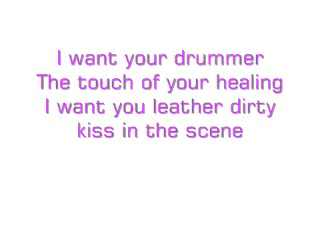 I want your drummer
The touch of your healing
I want you leather dirty
kiss in the scene